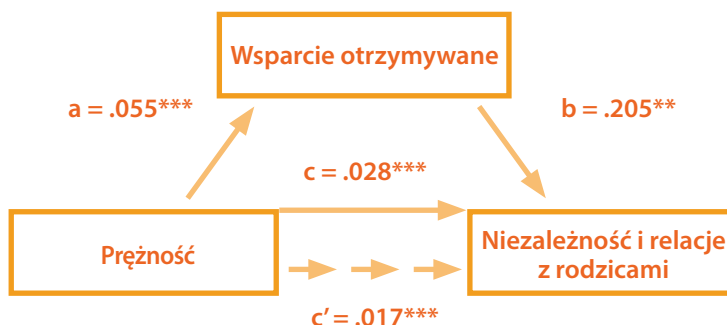 Wsparcie otrzymywane
a = .055***
b = .205**
c = .028***
Prężność
Niezależność i relacje
z rodzicami
c’ = .017***